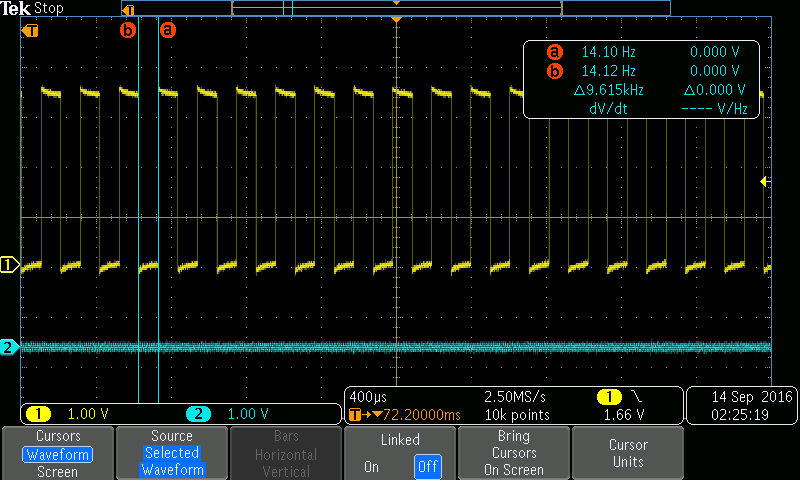 Tek Stop
T
T
b
a
a 14.10 Hz 0.000 V
b 14.12 Hz 0.000 V
Δ9.615kHz Δ0.000 V
dV/dt ---- V/Hz
1
2
1 1.00 V 2 1.00 V
400µs 2.50MS/s 1
T→▼72.20000ms 10k points 1.66 V
14 Sep 2016
02:25:19
Cursors
Waveform
Screen
Source
Selected
Waveform
Bars
Horizontal
Vertical
Linked
On Off
Bring
Cursors
On Screen
Cursor
Units